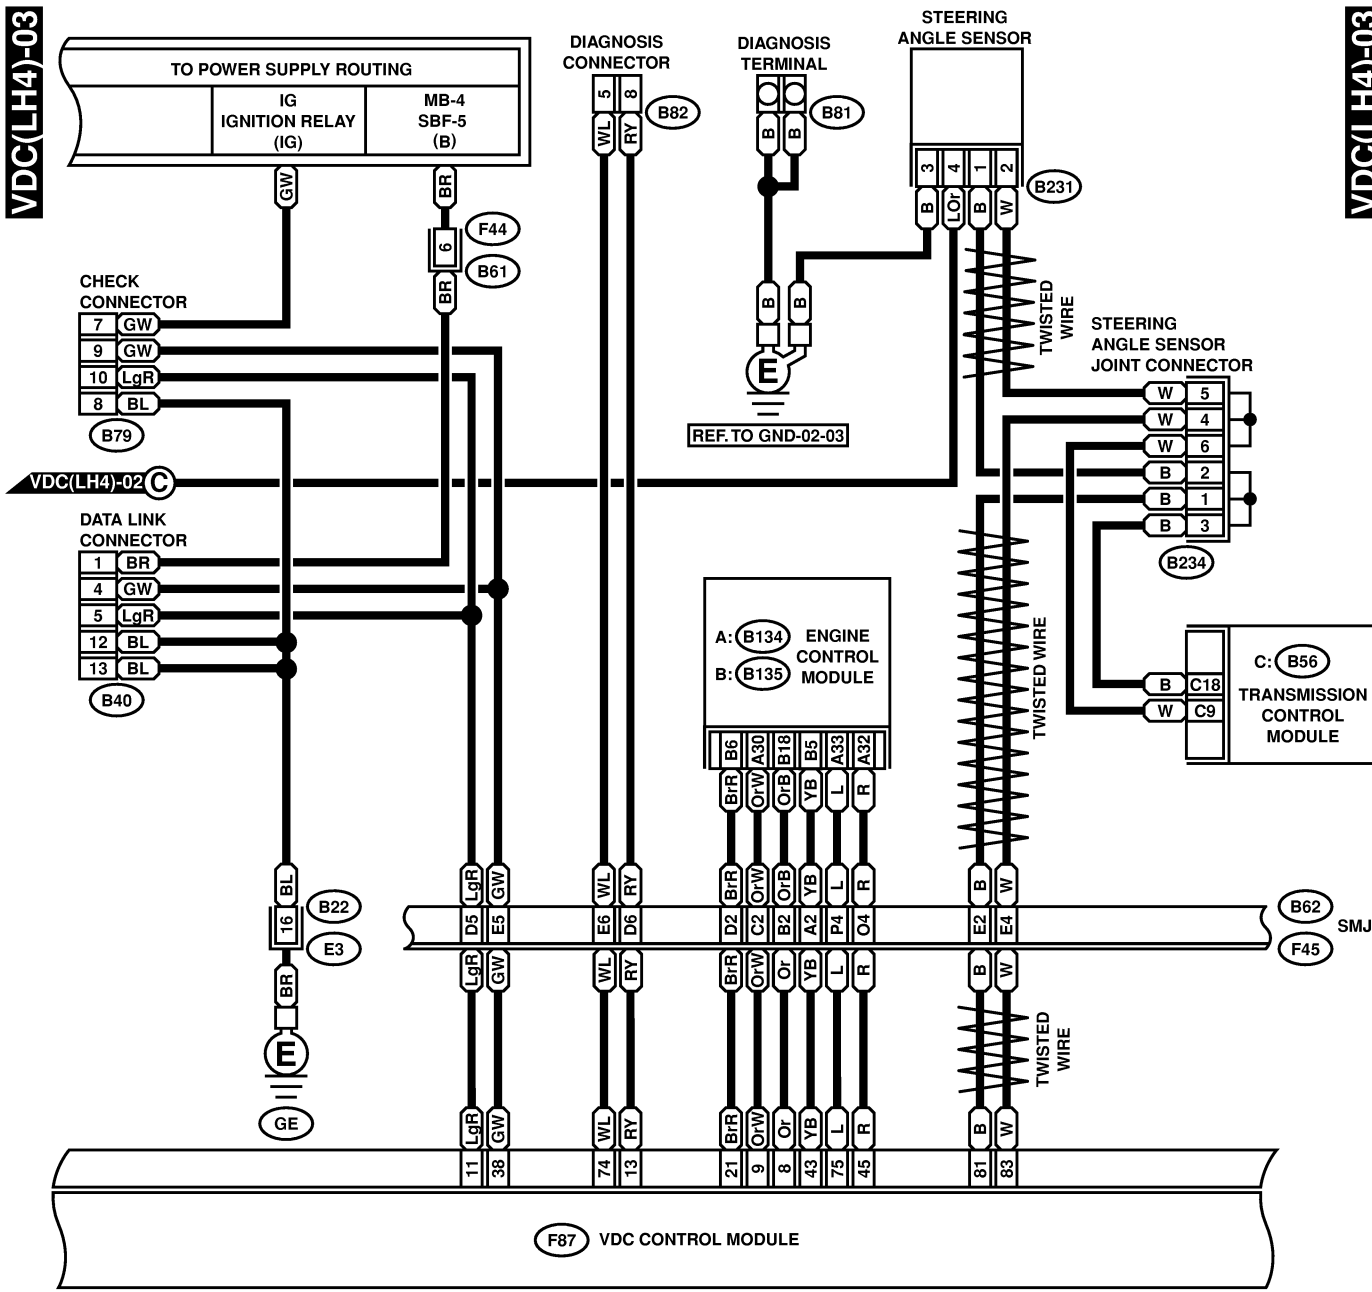 VDC(LH4)-03
VDC(LH4)-03
TO POWER SUPPLY ROUTING
IG
IGNITION RELAY
(IG)
MB-4
SBF-5
(B)
GW
BR
6
F44
B61
BR
DIAGNOSIS
CONNECTOR
5
8
B82
WL
RY
DIAGNOSIS
TERMINAL
B81
B
B
STEERING
ANGLE SENSOR
3
4
1
2
B231
B
LOr
B
W
B
B
E
REF. TO GND-02-03
TWISTED
WIRE
CHECK
CONNECTOR
7 GW
9 GW
10 LgR
8 BL
B79
VDC(LH4)-02 C
DATA LINK
CONNECTOR
1 BR
4 GW
5 LgR
12 BL
13 BL
B40
STEERING
ANGLE SENSOR
JOINT CONNECTOR
W 5
W 4
W 6
B 2
B 1
B 3
B234
TWISTED WIRE
A: B134
B: B135
ENGINE
CONTROL
MODULE
B6
A30
B18
B5
A33
A32
BrR
OrW
OrB
YB
L
R
C: B56
TRANSMISSION
CONTROL
MODULE
B C18
W C9
BL
16
B22
E3
BR
E
GE
LgR
GW
WL
RY
BrR
OrW
OrB
YB
L
R
B
W
D5
E5
E6
D6
D2
C2
B2
A2
P4
O4
E2
E4
B62
SMJ
F45
LgR
GW
WL
RY
BrR
OrW
Or
YB
L
R
B
W
TWISTED
WIRE
LgR
GW
WL
RY
BrR
OrW
Or
YB
L
R
B
W
11
38
74
13
21
9
8
43
75
45
81
83
F87 VDC CONTROL MODULE